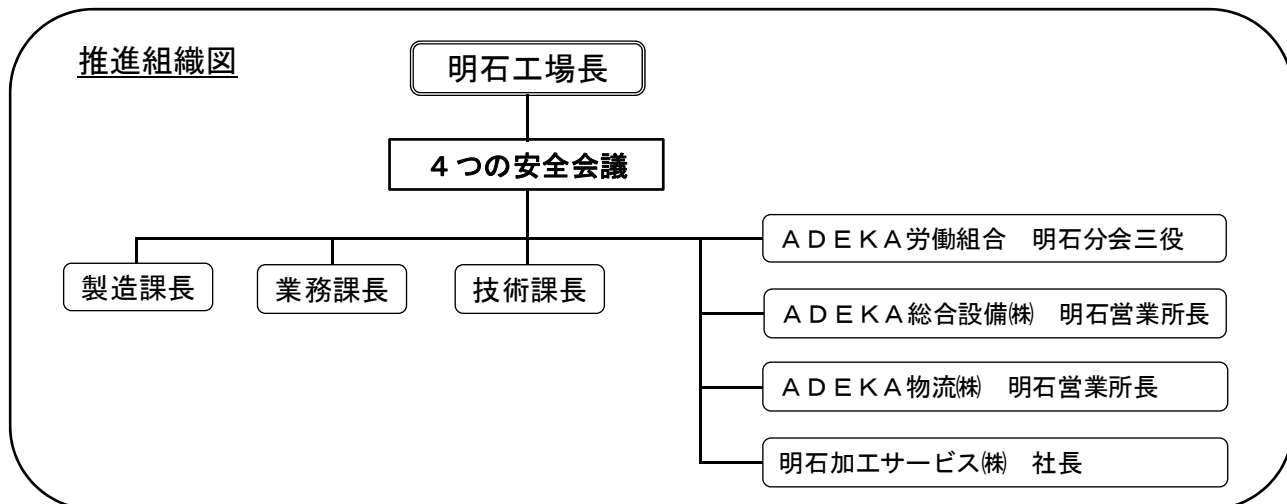 推進組織図
明石工場長
４つの安全会議
製造課長
業務課長
技術課長
ＡＤＥＫＡ労働組合　明石分会三役
ＡＤＥＫＡ総合設備㈱　明石営業所長
ＡＤＥＫＡ物流㈱　明石営業所長
明石加工サービス㈱　社長